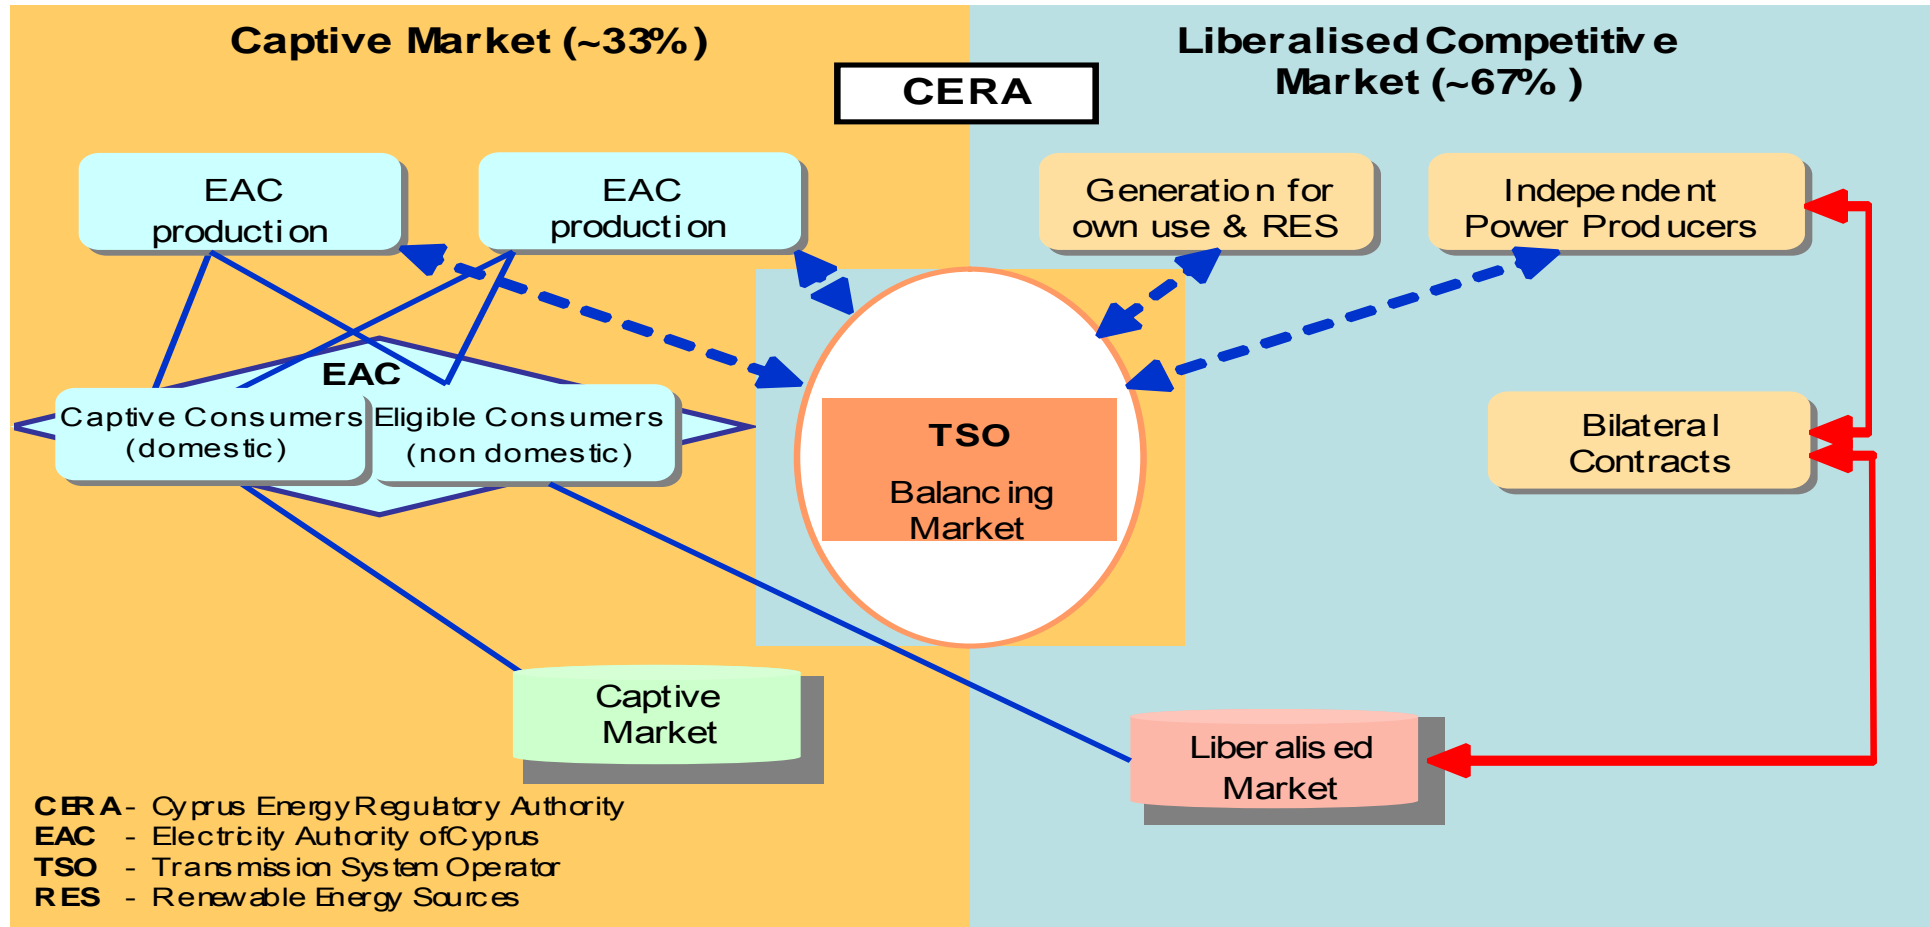 Captive Market (~33%)
Liberalised Competitive
Market (~67% )
CERA
EAC
production
EAC
production
Generation for
own use & RES
Independent
Power Producers
EAC
Captive Consumers
(domestic)
Eligible Consumers
(non domestic)
TSO
Balancing
Market
Bilateral
Contracts
Captive
Market
Liberalised
Market
CERA - Cyprus Energy Regulatory Authority
EAC - Electricity Authority of Cyprus
TSO - Transmission System Operator
RES - Renewable Energy Sources